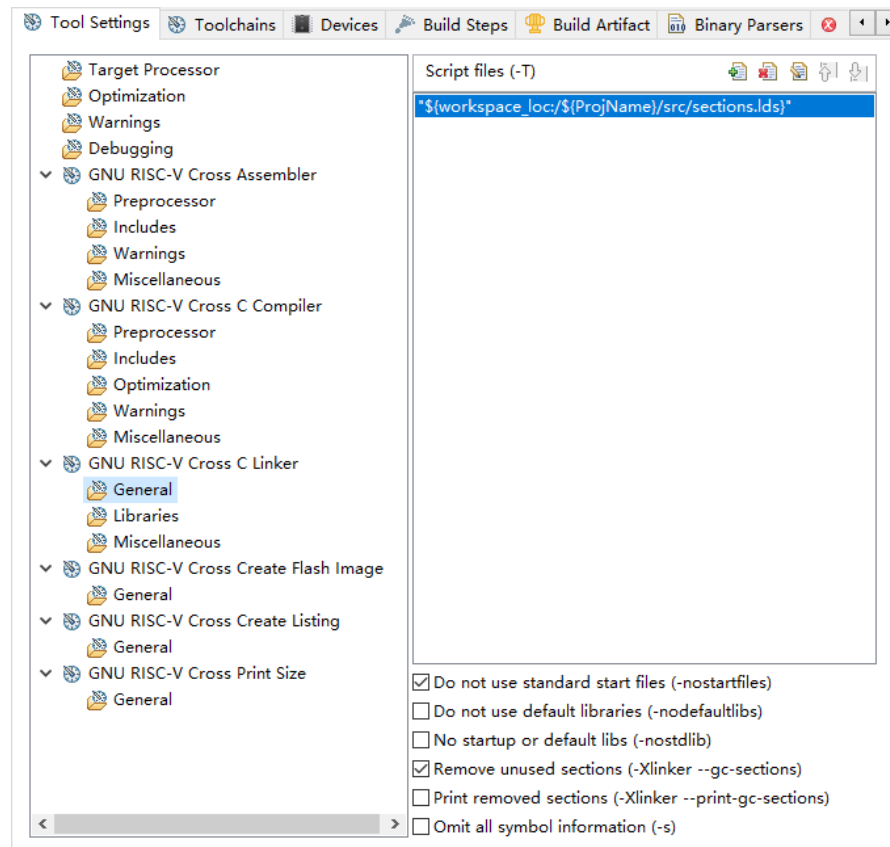 Tool Settings Toolchains Devices Build Steps Build Artifact Binary Parsers
Target Processor
Optimization
Warnings
Debugging
GNU RISC-V Cross Assembler
Preprocessor
Includes
Warnings
Miscellaneous
GNU RISC-V Cross C Compiler
Preprocessor
Includes
Optimization
Warnings
Miscellaneous
GNU RISC-V Cross C Linker
General
Libraries
Miscellaneous
GNU RISC-V Cross Create Flash Image
General
GNU RISC-V Cross Create Listing
General
GNU RISC-V Cross Print Size
General
Script files (-T)
"${workspace_loc:/${ProjName}/src/sections.lds}"
Do not use standard start files (-nostartfiles)
Do not use default libraries (-nodefaultlibs)
No startup or default libs (-nostdlib)
Remove unused sections (-Xlinker --gc-sections)
Print removed sections (-Xlinker --print-gc-sections)
Omit all symbol information (-s)